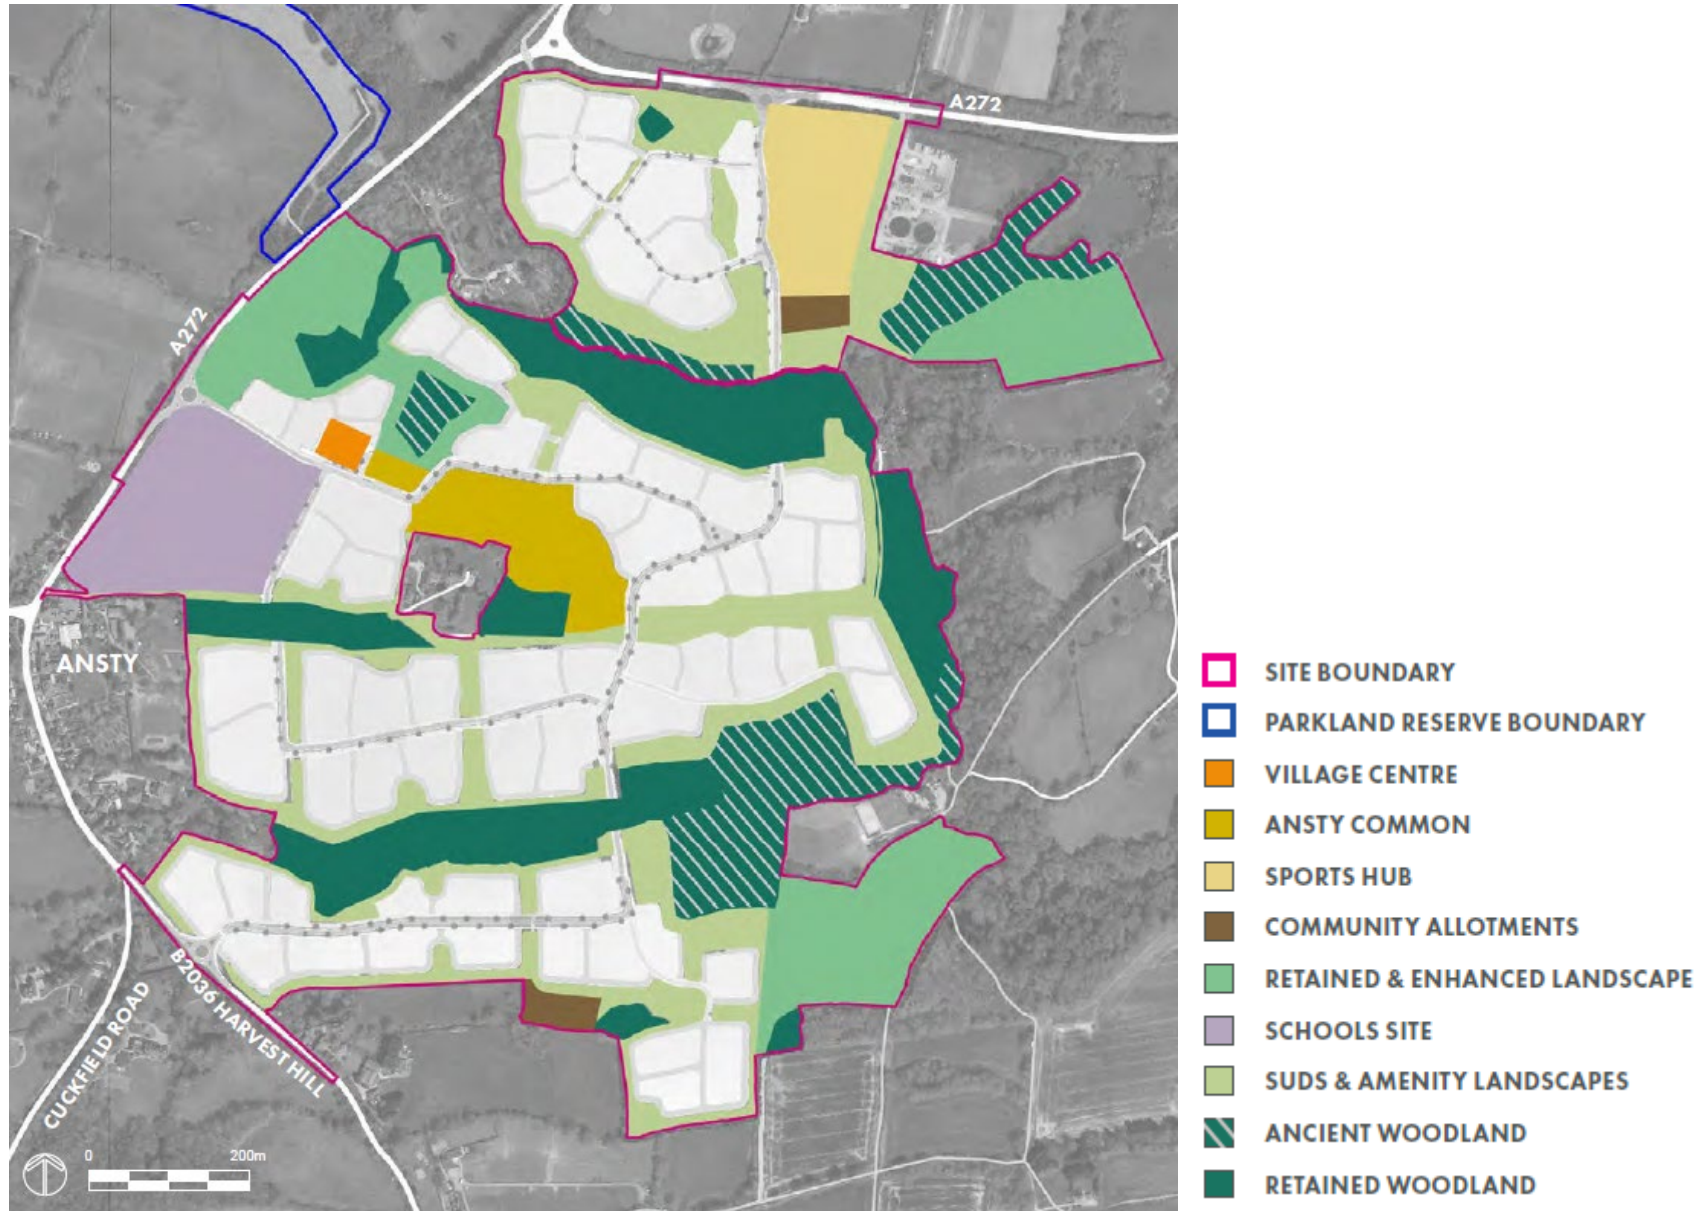 A272
A272
ANSTY
B2036 HARVEST HILL
CUCKFIELD ROAD
0 200m
SITE BOUNDARY
PARKLAND RESERVE BOUNDARY
VILLAGE CENTRE
ANSTY COMMON
SPORTS HUB
COMMUNITY ALLOTMENTS
RETAINED & ENHANCED LANDSCAPE
SCHOOLS SITE
SUDS & AMENITY LANDSCAPES
ANCIENT WOODLAND
RETAINED WOODLAND